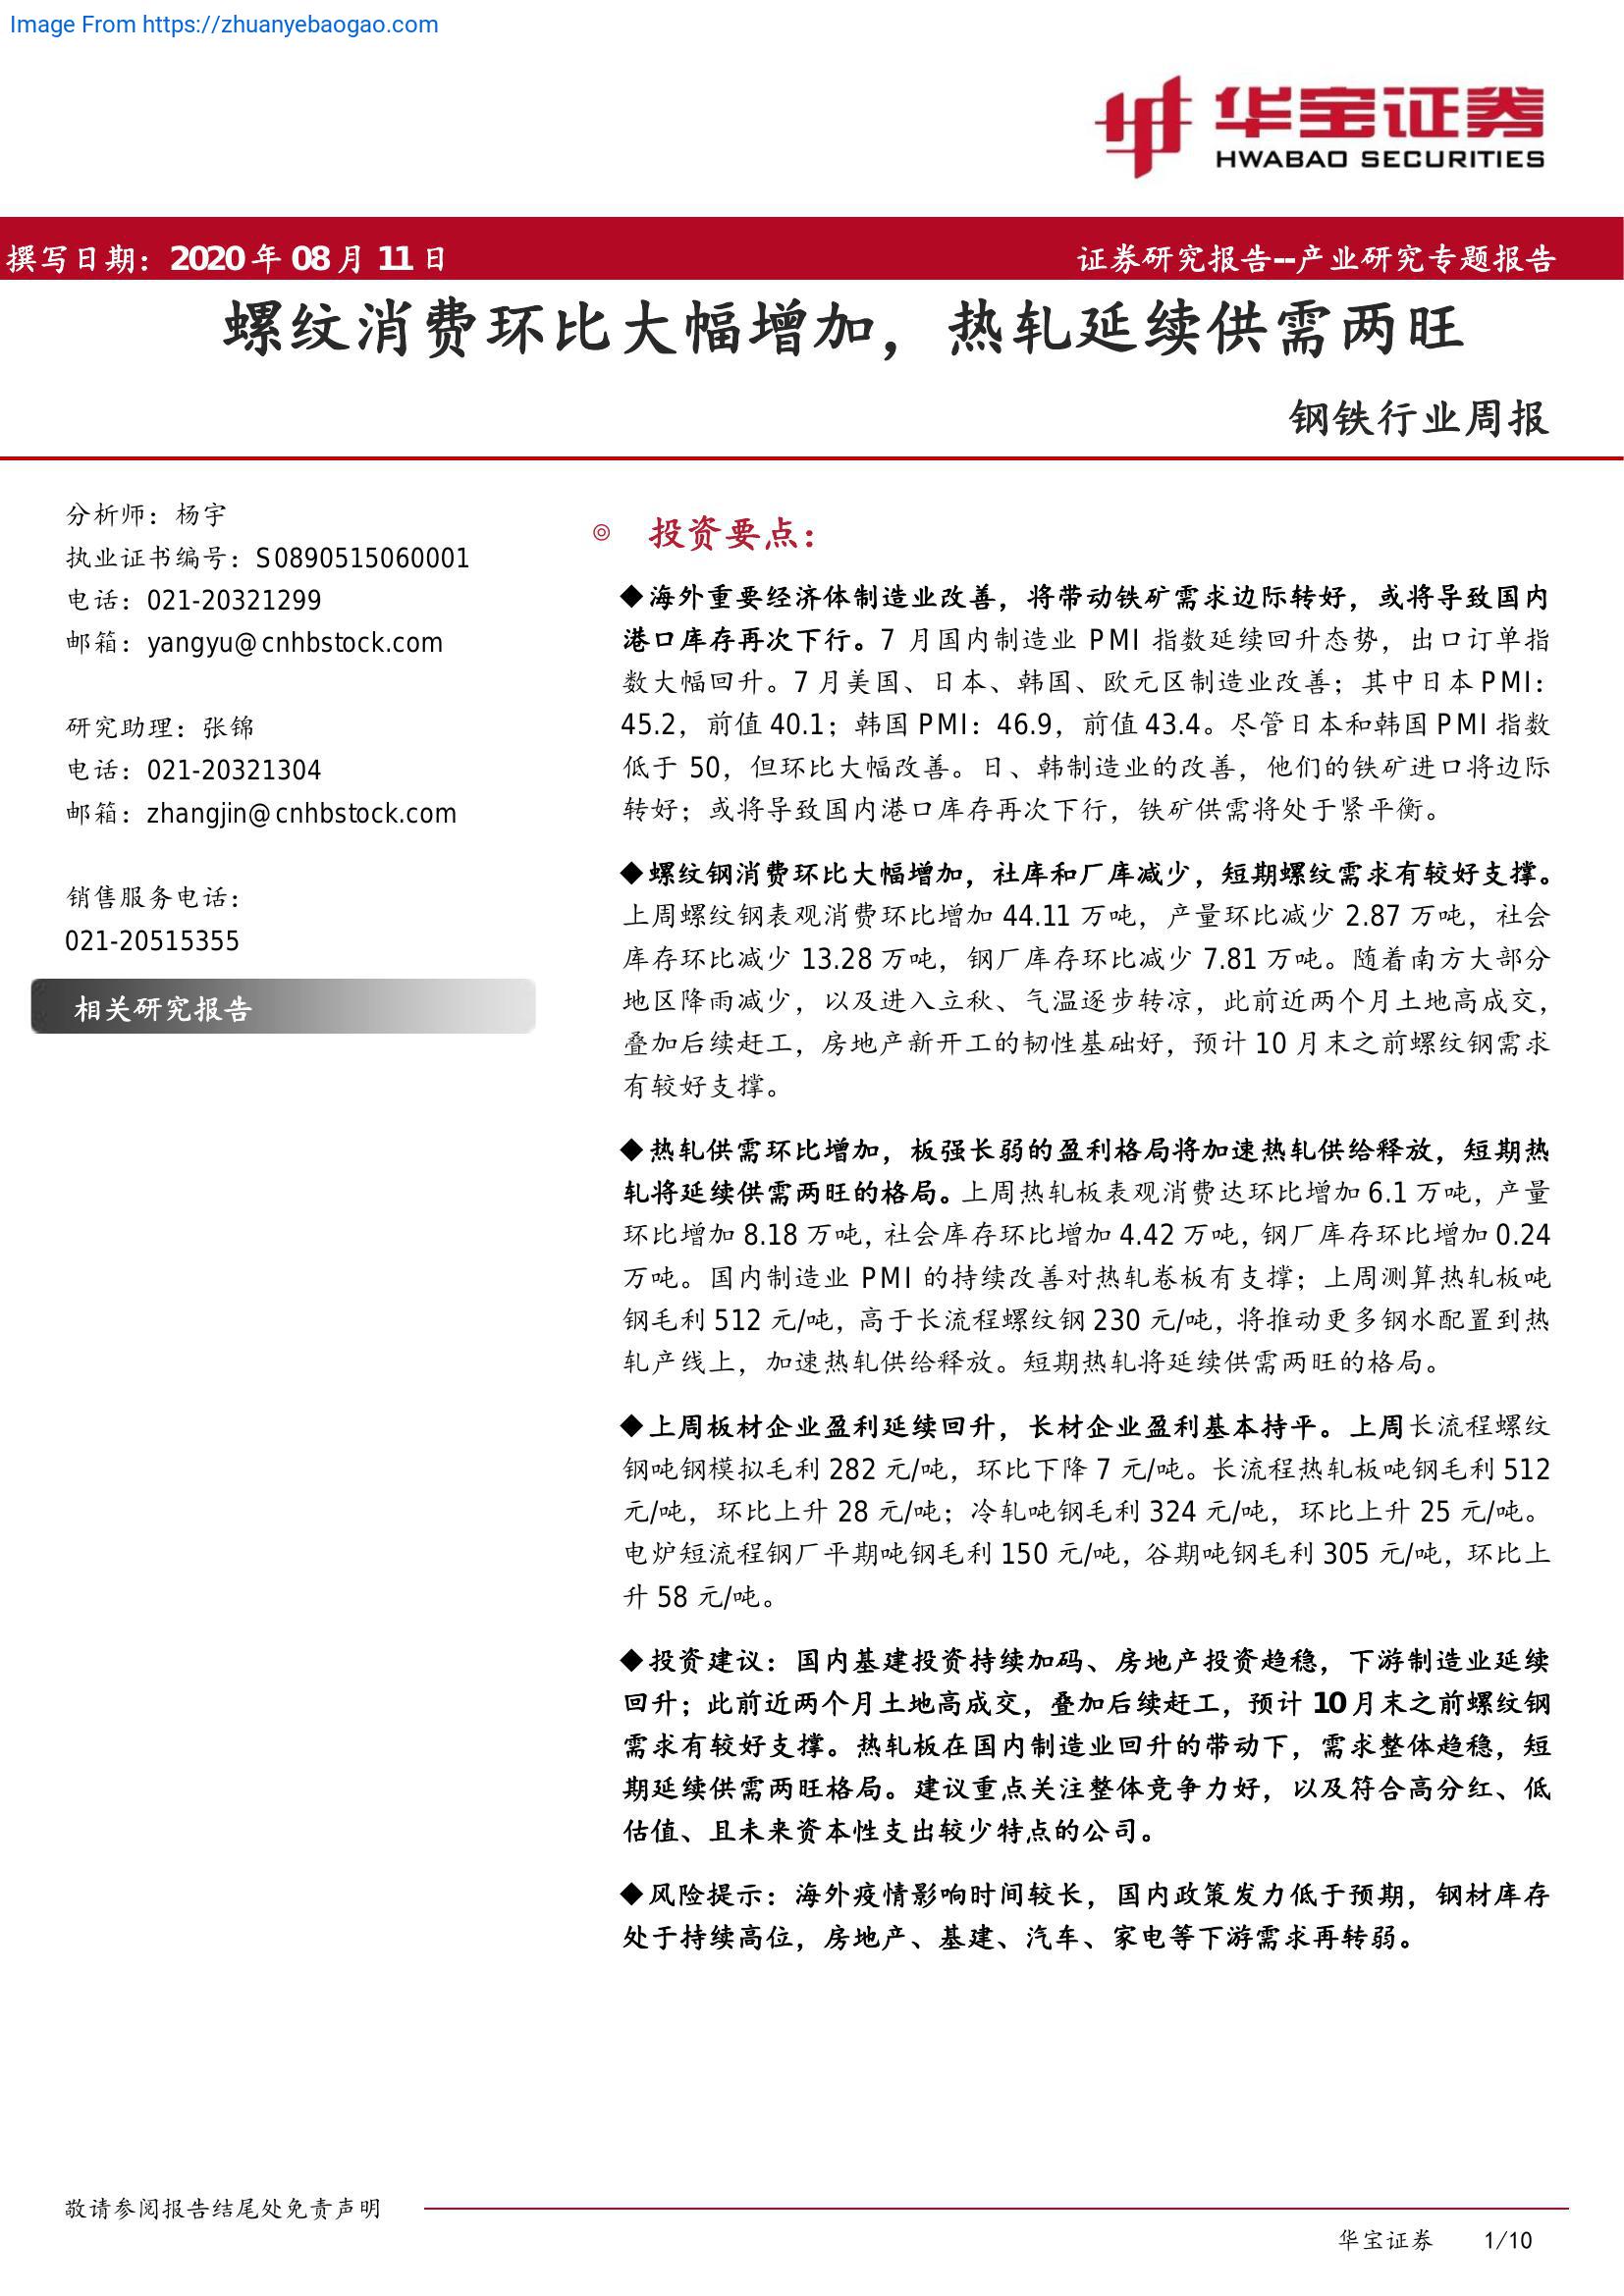 Image From https://zhuanyebaogao.com
华宝证券
HWABAO SECURITIES
撰写日期：2020 年 08 月 11 日
证券研究报告--产业研究专题报告
螺纹消费环比大幅增加，热轧延续供需两旺
钢铁行业周报
分析师：杨宇
执业证书编号：S0890515060001
电话：021-20321299
邮箱：yangyu@cnhbstock.com
研究助理：张锦
电话：021-20321304
邮箱：zhangjin@cnhbstock.com
销售服务电话：
021-20515355
相关研究报告
◎ 投资要点：
◆海外重要经济体制造业改善，将带动铁矿需求边际转好，或将导致国内
港口库存再次下行。7 月国内制造业 PMI 指数延续回升态势，出口订单指
数大幅回升。7 月美国、日本、韩国、欧元区制造业改善；其中日本 PMI：
45.2，前值 40.1；韩国 PMI：46.9，前值 43.4。尽管日本和韩国 PMI 指数
低于 50，但环比大幅改善。日、韩制造业的改善，他们的铁矿进口将边际
转好；或将导致国内港口库存再次下行，铁矿供需将处于紧平衡。
◆螺纹钢消费环比大幅增加，社库和厂库减少，短期螺纹需求有较好支撑。
上周螺纹钢表观消费环比增加 44.11 万吨，产量环比减少 2.87 万吨，社会
库存环比减少 13.28 万吨，钢厂库存环比减少 7.81 万吨。随着南方大部分
地区降雨减少，以及进入立秋、气温逐步转凉，此前近两个月土地高成交，
叠加后续赶工，房地产新开工的韧性基础好，预计 10 月末之前螺纹钢需求
有较好支撑。
◆热轧供需环比增加，板强长弱的盈利格局将加速热轧供给释放，短期热
轧将延续供需两旺的格局。上周热轧板表观消费达环比增加 6.1 万吨，产量
环比增加 8.18 万吨，社会库存环比增加 4.42 万吨，钢厂库存环比增加 0.24
万吨。国内制造业 PMI 的持续改善对热轧卷板有支撑；上周测算热轧板吨
钢毛利 512 元/吨，高于长流程螺纹钢 230 元/吨，将推动更多钢水配置到热
轧产线上，加速热轧供给释放。短期热轧将延续供需两旺的格局。
◆上周板材企业盈利延续回升，长材企业盈利基本持平。上周长流程螺纹
钢吨钢模拟毛利 282 元/吨，环比下降 7 元/吨。长流程热轧板吨钢毛利 512
元/吨，环比上升 28 元/吨；冷轧吨钢毛利 324 元/吨，环比上升 25 元/吨。
电炉短流程钢厂平期吨钢毛利 150 元/吨，谷期吨钢毛利 305 元/吨，环比上
升 58 元/吨。
◆投资建议：国内基建投资持续加码、房地产投资趋稳，下游制造业延续
回升；此前近两个月土地高成交，叠加后续赶工，预计 10 月末之前螺纹钢
需求有较好支撑。热轧板在国内制造业回升的带动下，需求整体趋稳，短
期延续供需两旺格局。建议重点关注整体竞争力好，以及符合高分红、低
估值、且未来资本性支出较少特点的公司。
◆风险提示：海外疫情影响时间较长，国内政策发力低于预期，钢材库存
处于持续高位，房地产、基建、汽车、家电等下游需求再转弱。
敬请参阅报告结尾处免责声明
华宝证券 1/10